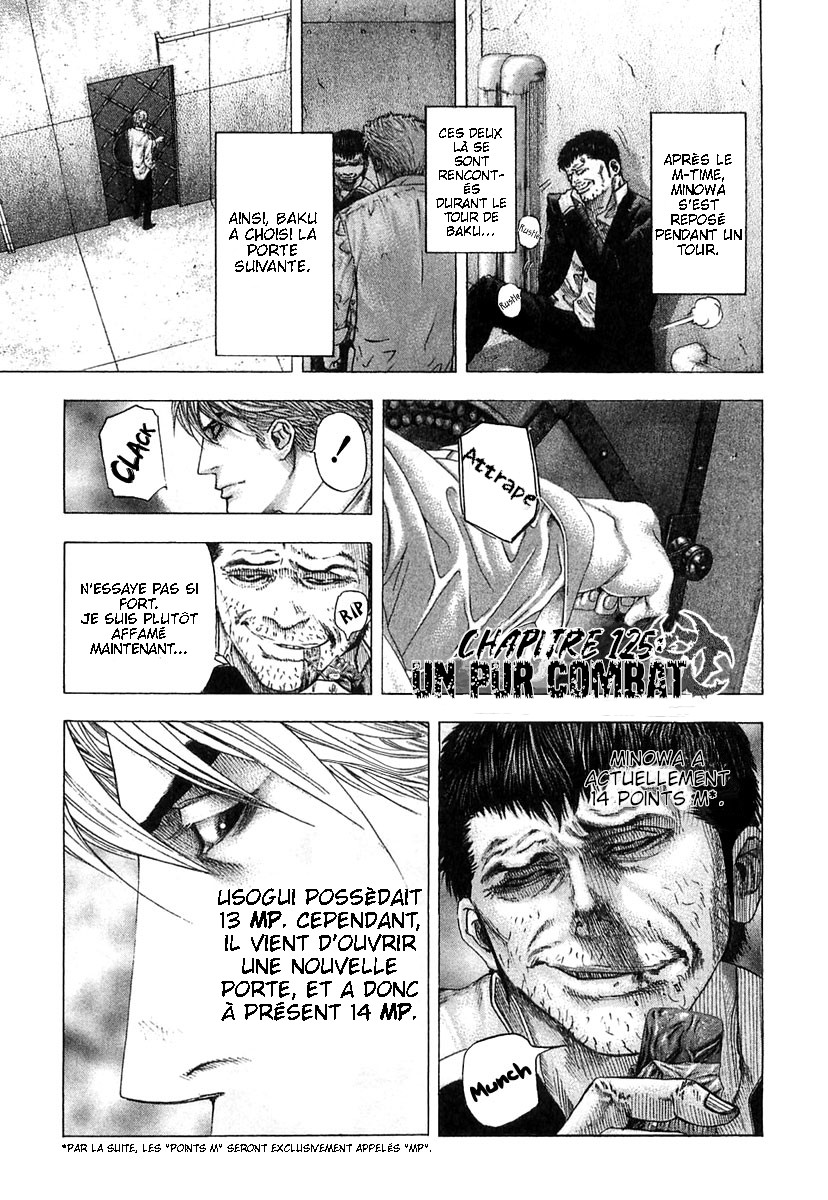 APRÈS LE
M-TIME,
MINOWA
S'EST
REPOSÉ
PENDANT UN
TOUR.
Rustle
Rustle
CES DEUX
LÀ SE
SONT
RENCONT-
ÉS
DURANT LE
TOUR DE
BAKU...
AINSI, BAKU
A CHOISI LA
PORTE
SUIVANTE.
Attrape
!
CLACK
CHAPITRE 125:
UN PUR COMBAT
RIP
N'ESSAYE PAS SI
FORT.
JE SUIS PLUTÔT
AFFAMÉ
MAINTENANT...
MINOWA A
ACTUELLEMENT
14 POINTS M*.
Munch
USOGUI POSSÈDAIT
13 MP. CEPENDANT,
IL VIENT D'OUVRIR
UNE NOUVELLE
PORTE, ET A DONC
À PRÉSENT 14 MP.
*PAR LA SUITE, LES "POINTS M" SERONT EXCLUSIVEMENT APPELÉS "MP".